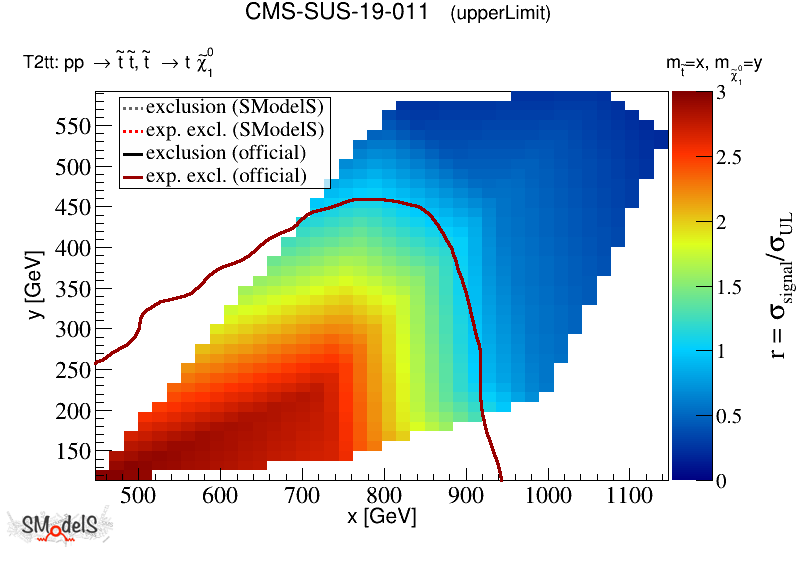 CMS-SUS-19-011 (upperLimit)
T2tt: pp → t̃ t̃, t̃ → t χ̃⁰₁
m_t̃=x, m_χ̃⁰₁=y
exclusion (SModelS)
exp. excl. (SModelS)
exclusion (official)
exp. excl. (official)
550
500
450
400
350
300
250
200
150
y [GeV]
500 600 700 800 900 1000 1100
x [GeV]
3
2.5
2
1.5
1
0.5
0
r = σ_signal/σ_UL
SModelS